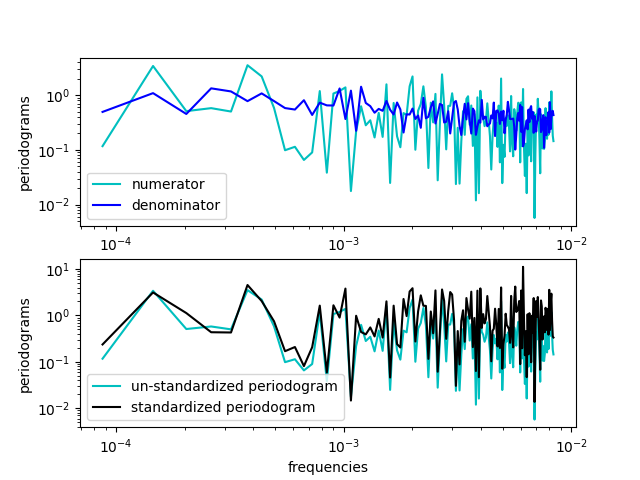 periodograms
10⁰
10⁻¹
10⁻²
numerator
denominator
10⁻⁴
10⁻³
10⁻²
periodograms
10¹
10⁰
10⁻¹
10⁻²
un-standardized periodogram
standardized periodogram
10⁻⁴
10⁻³
10⁻²
frequencies